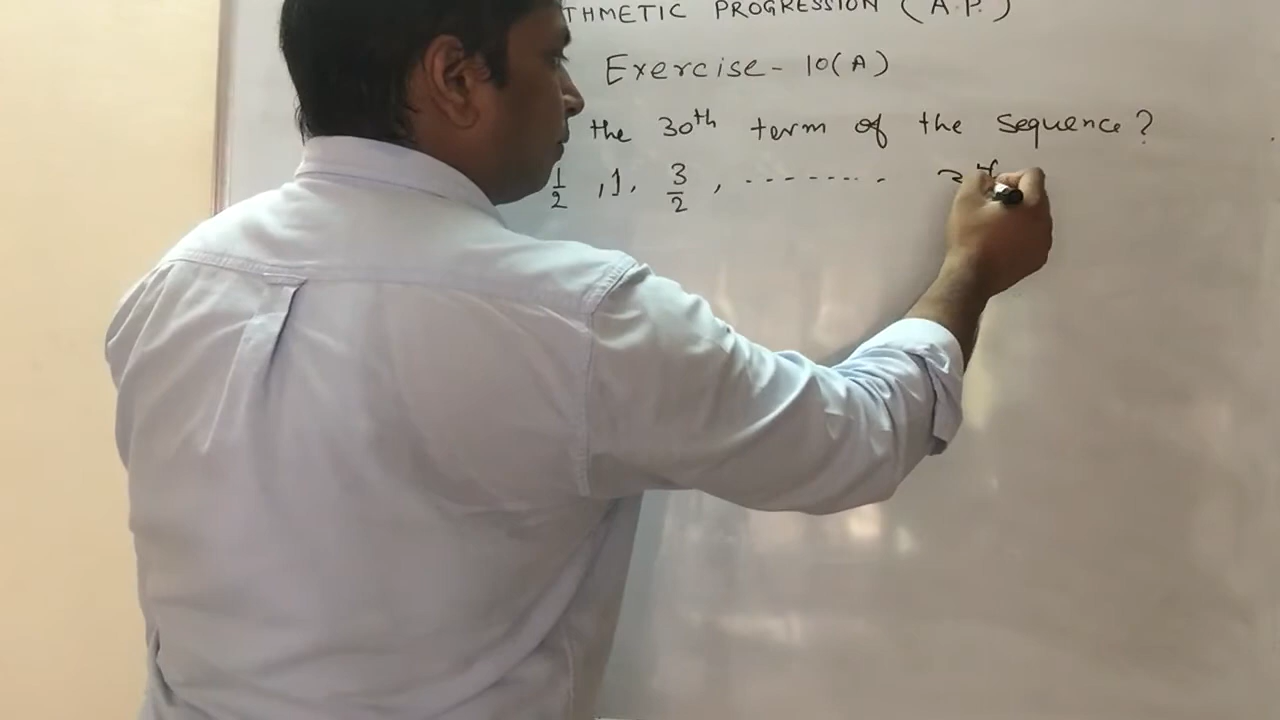 THMETIC PROGRESSION (A.P.)
Exercise - 10(A)
the 30th term of the sequence?
1/2, 1, 3/2, ---------